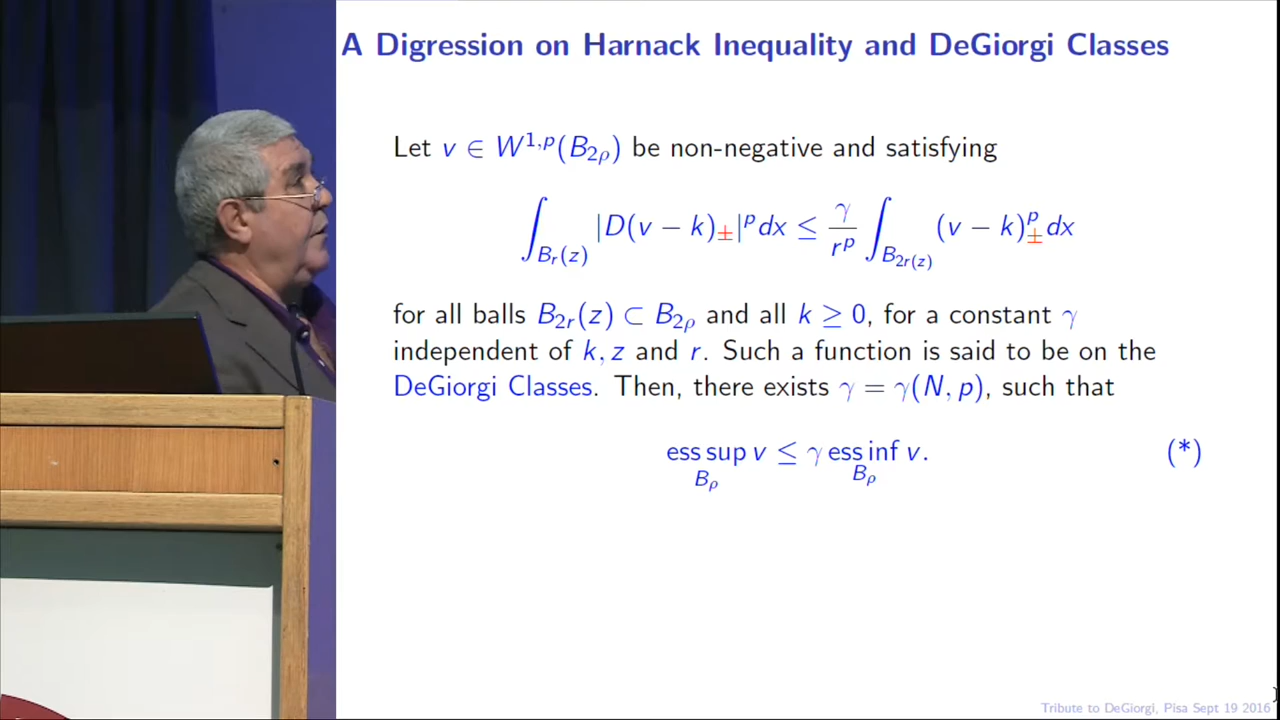 A Digression on Harnack Inequality and DeGiorgi Classes
Let v ∈ W^{1,p}(B_{2ρ}) be non-negative and satisfying
∫_{B_r(z)} |D(v − k)_±|^p dx ≤ γ/r^p ∫_{B_{2r(z)}} (v − k)_±^p dx
for all balls B_{2r}(z) ⊂ B_{2ρ} and all k ≥ 0, for a constant γ
independent of k, z and r. Such a function is said to be on the
DeGiorgi Classes. Then, there exists γ = γ(N, p), such that
ess sup_{B_ρ} v ≤ γ ess inf_{B_ρ} v. (*)
Tribute to DeGiorgi, Pisa Sept 19 2016